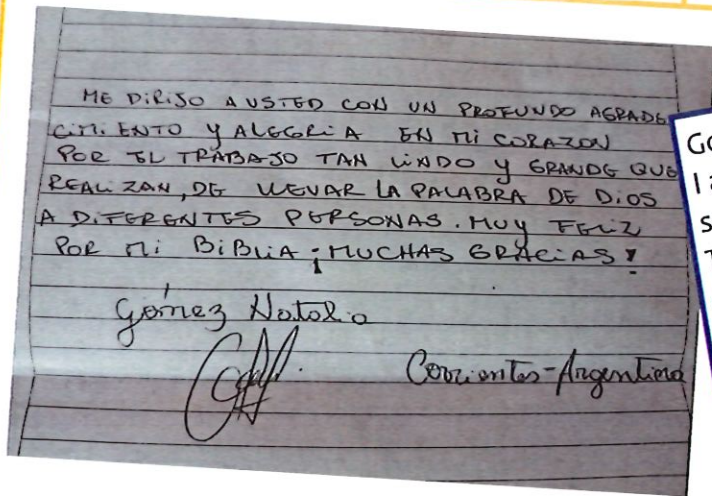 ME DIRIJO A USTED CON UN PROFUNDO AGRADE
CIMIENTO Y ALEGRIA EN MI CORAZON
POR EL TRABAJO TAN LINDO Y GRANDE QUE
REALIZAN, DE LLEVAR LA PALABRA DE DIOS
A DIFERENTES PERSONAS. MUY FELIZ
POR MI BIBLIA ¡MUCHAS GRACIAS!
Gómez
Corrientes-Argentina